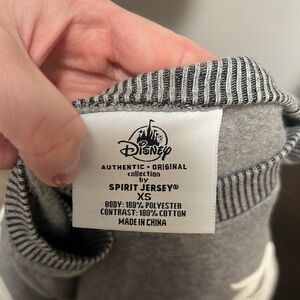 Disney
AUTHENTIC • ORIGINAL
collection
by
SPIRIT JERSEY®
XS
BODY: 100% POLYESTER
CONTRAST: 100% COTTON
MADE IN CHINA